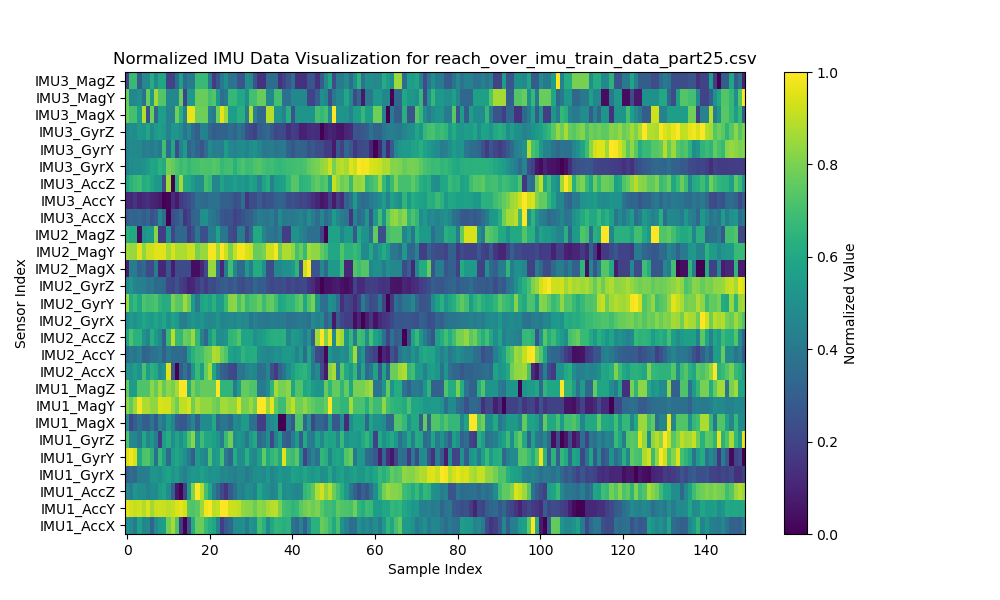 Normalized IMU Data Visualization for reach_over_imu_train_data_part25.csv
IMU3_MagZ
IMU3_MagY
IMU3_MagX
IMU3_GyrZ
IMU3_GyrY
IMU3_GyrX
IMU3_AccZ
IMU3_AccY
IMU3_AccX
IMU2_MagZ
IMU2_MagY
IMU2_MagX
IMU2_GyrZ
IMU2_GyrY
IMU2_GyrX
IMU2_AccZ
IMU2_AccY
IMU2_AccX
IMU1_MagZ
IMU1_MagY
IMU1_MagX
IMU1_GyrZ
IMU1_GyrY
IMU1_GyrX
IMU1_AccZ
IMU1_AccY
IMU1_AccX
Sensor Index
0 20 40 60 80 100 120 140
Sample Index
1.0
0.8
0.6
0.4
0.2
0.0
Normalized Value